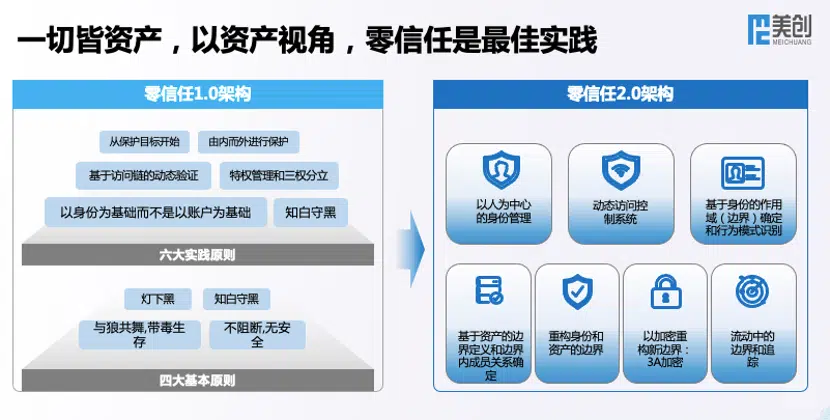 一切皆资产，以资产视角，零信任是最佳实践
美创
MEICHUANG
零信任1.0架构
从保护目标开始
由内而外进行保护
基于访问链的动态验证
特权管理和三权分立
以身份为基础而不是以账户为基础
知白守黑
六大实践原则
灯下黑
知白守黑
与狼共舞,带毒生
存
不阻断,无安
全
四大基本原则
零信任2.0架构
以人为中心
的身份管理
动态访问控
制系统
基于身份的作用
域（边界）确定
和行为模式识别
基于资产的边
界定义和边界
内成员关系确
定
重构身份和
资产的边界
以加密重
构新边界：
3A加密
流动中的
边界和追
踪